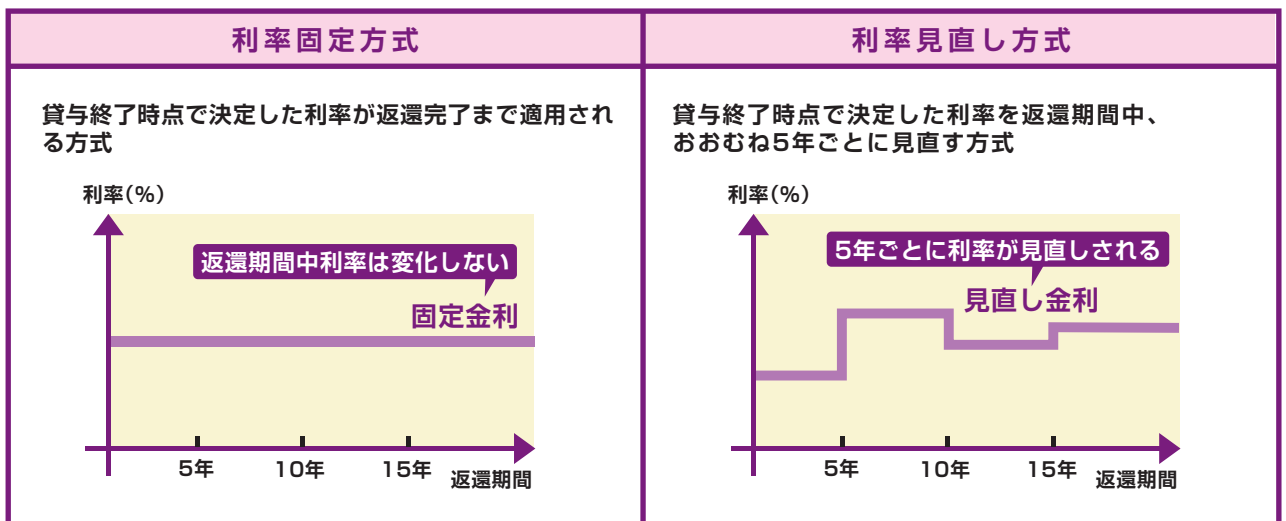 利率固定方式
貸与終了時点で決定した利率が返還完了まで適用され
る方式
利率(%)
返還期間中利率は変化しない
固定金利
5年
10年
15年
返還期間
利率見直し方式
貸与終了時点で決定した利率を返還期間中、
おおむね5年ごとに見直す方式
利率(%)
5年ごとに利率が見直しされる
見直し金利
5年
10年
15年
返還期間